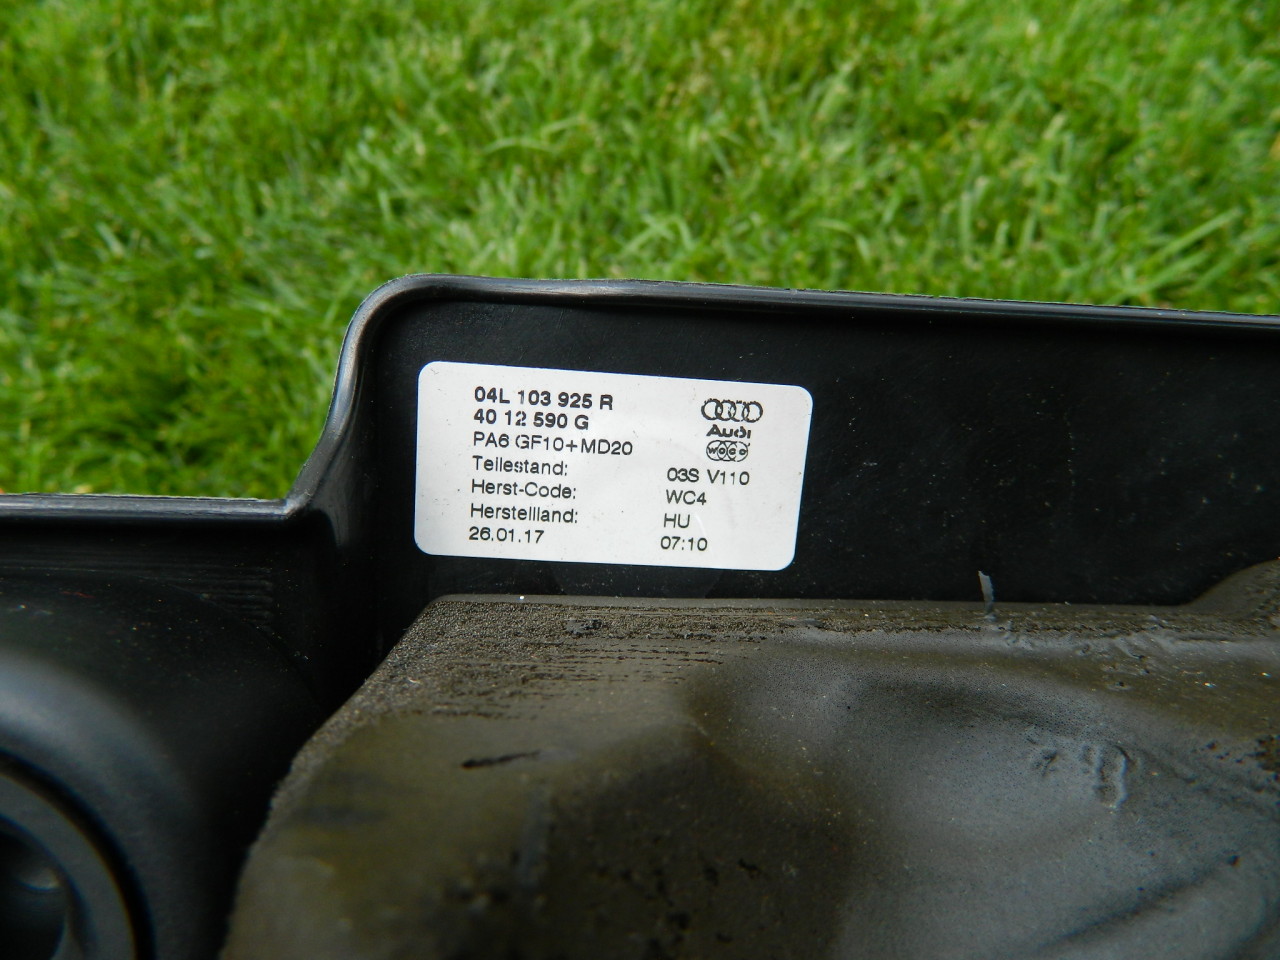 04L 103 925 R
40 12 590 G
Audi
PA6 GF10+MD20
woco
Teilestand: 03S V110
Herst-Code: WC4
Herstellland: HU
26.01.17 07:10